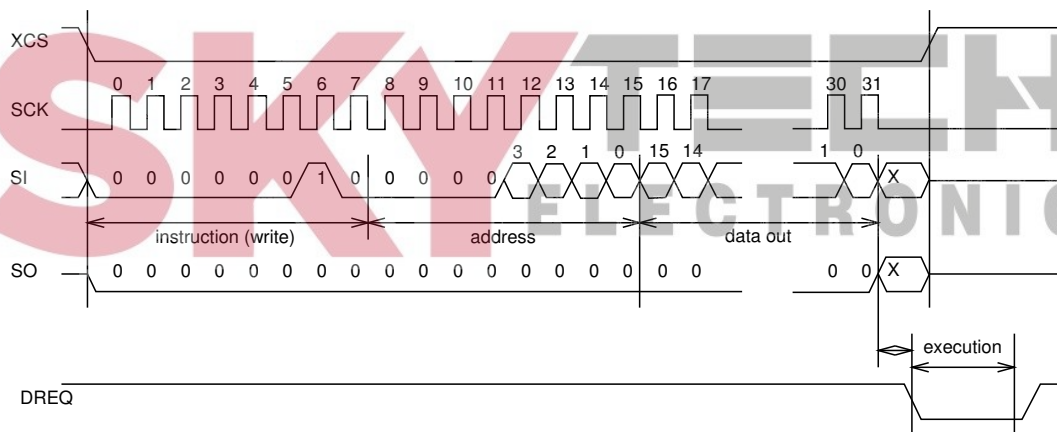 SKYTECH
ELECTRONIC
XCS
0 1 2 3 4 5 6 7 8 9 10 11 12 13 14 15 16 17 30 31
SCK
3 2 1 0 15 14 1 0
SI 0 0 0 0 0 0 1 0 0 0 0 0 X
instruction (write) address data out
SO 0 0 0 0 0 0 0 0 0 0 0 0 0 0 0 0 0 0 0 0 X
execution
DREQ